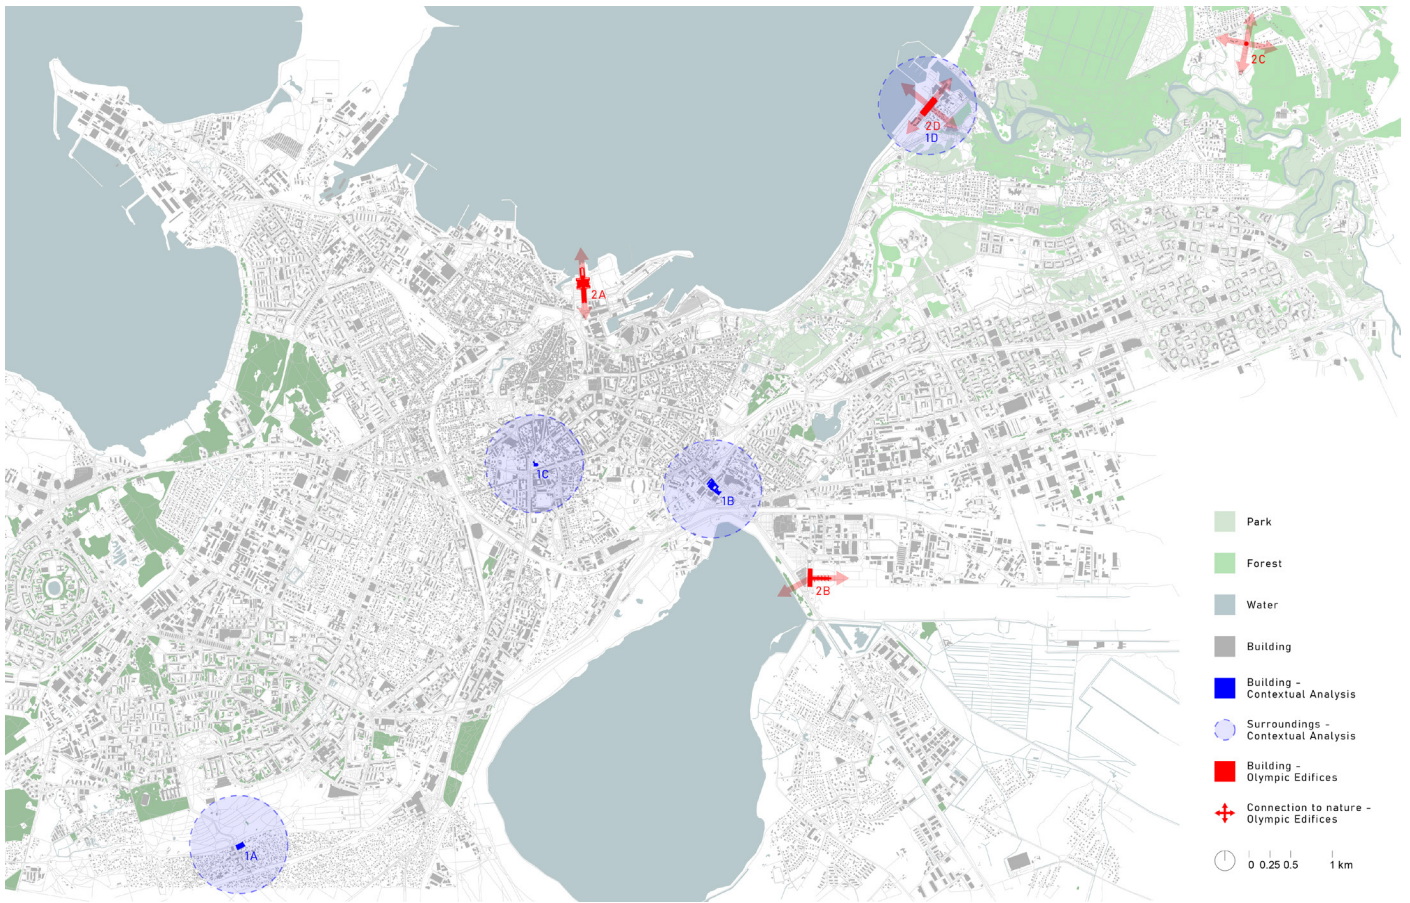 2C
2D
1D
2A
1C
1B
2B
1A
Park
Forest
Water
Building
Building –
Contextual Analysis
Surroundings –
Contextual Analysis
Building –
Olympic Edifices
Connection to nature –
Olympic Edifices
0 0.25 0.5 1 km